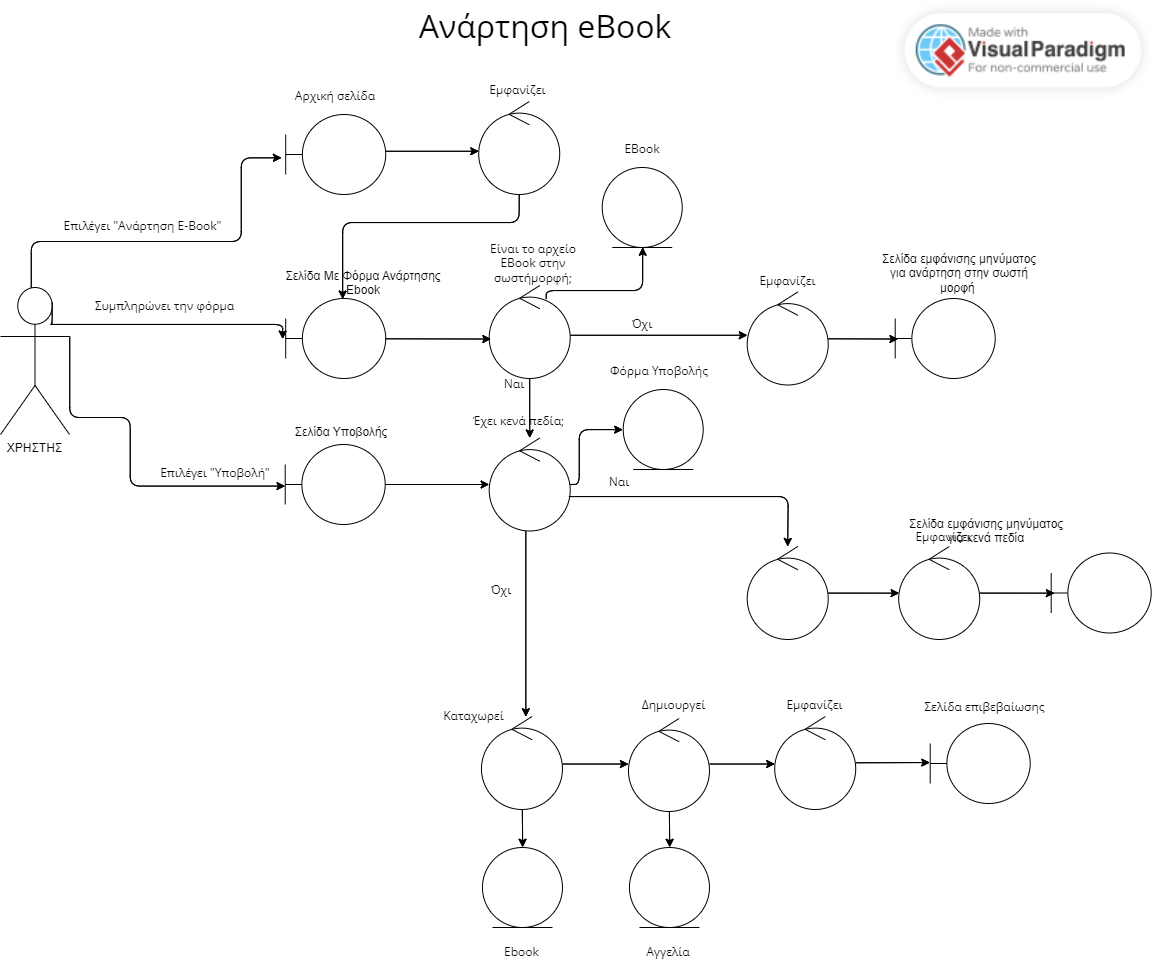 Ανάρτηση eBook
Made with
VisualParadigm
For non-commercial use
Αρχική σελίδα
Εμφανίζει
EBook
Επιλέγει "Ανάρτηση E-Book"
Είναι το αρχείο
EBook στην
σωστήμορφή;
Σελίδα εμφάνισης μηνύματος
για ανάρτηση στην σωστή
μορφή
Σελίδα Με Φόρμα Ανάρτησης
Ebook
Εμφανίζει
Συμπληρώνει την φόρμα
Όχι
Ναι
Φόρμα Υποβολής
Έχει κενά πεδία;
Σελίδα Υποβολής
ΧΡΗΣΤΗΣ
Επιλέγει "Υποβολή"
Ναι
Σελίδα εμφάνισης μηνύματος
για κενά πεδία
Εμφανίζει
Όχι
Καταχωρεί
Δημιουργεί
Εμφανίζει
Σελίδα επιβεβαίωσης
Ebook
Αγγελία